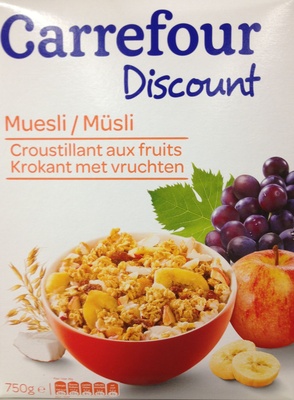 Carrefour
Discount
Muesli / Müsli
Croustillant aux fruits
Krokant met vruchten
750g e